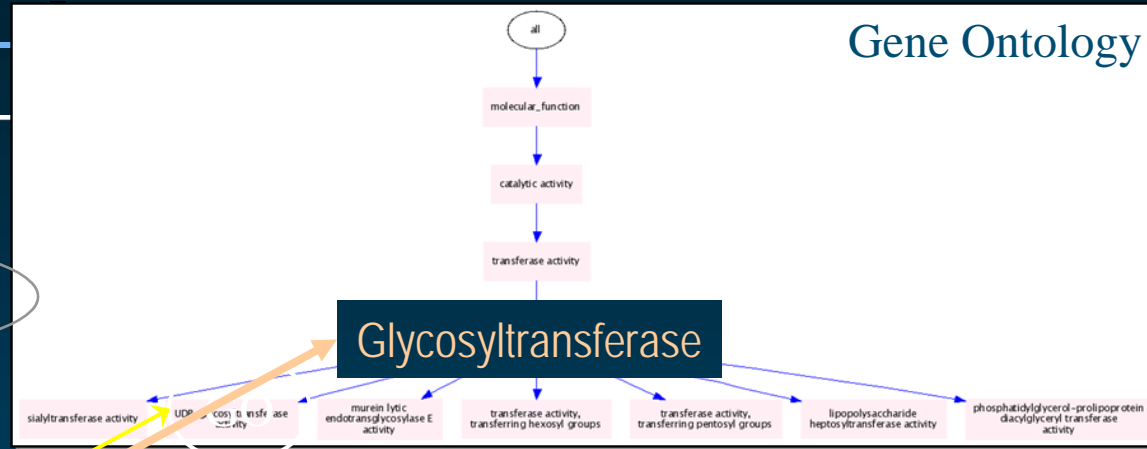 Gene Ontology
all
molecular_function
catalytic activity
transferase activity
Glycosyltransferase
sialyltransferase activity
UDP
murein lytic
endotransglycosylase E
activity
transferase activity,
transferring hexosyl groups
transferase activity,
transferring pentosyl groups
lipopolysaccharide
heptosyltransferase activity
phosphatidylglycerol-prolipoprotein
diacylglyceryl transferase
activity